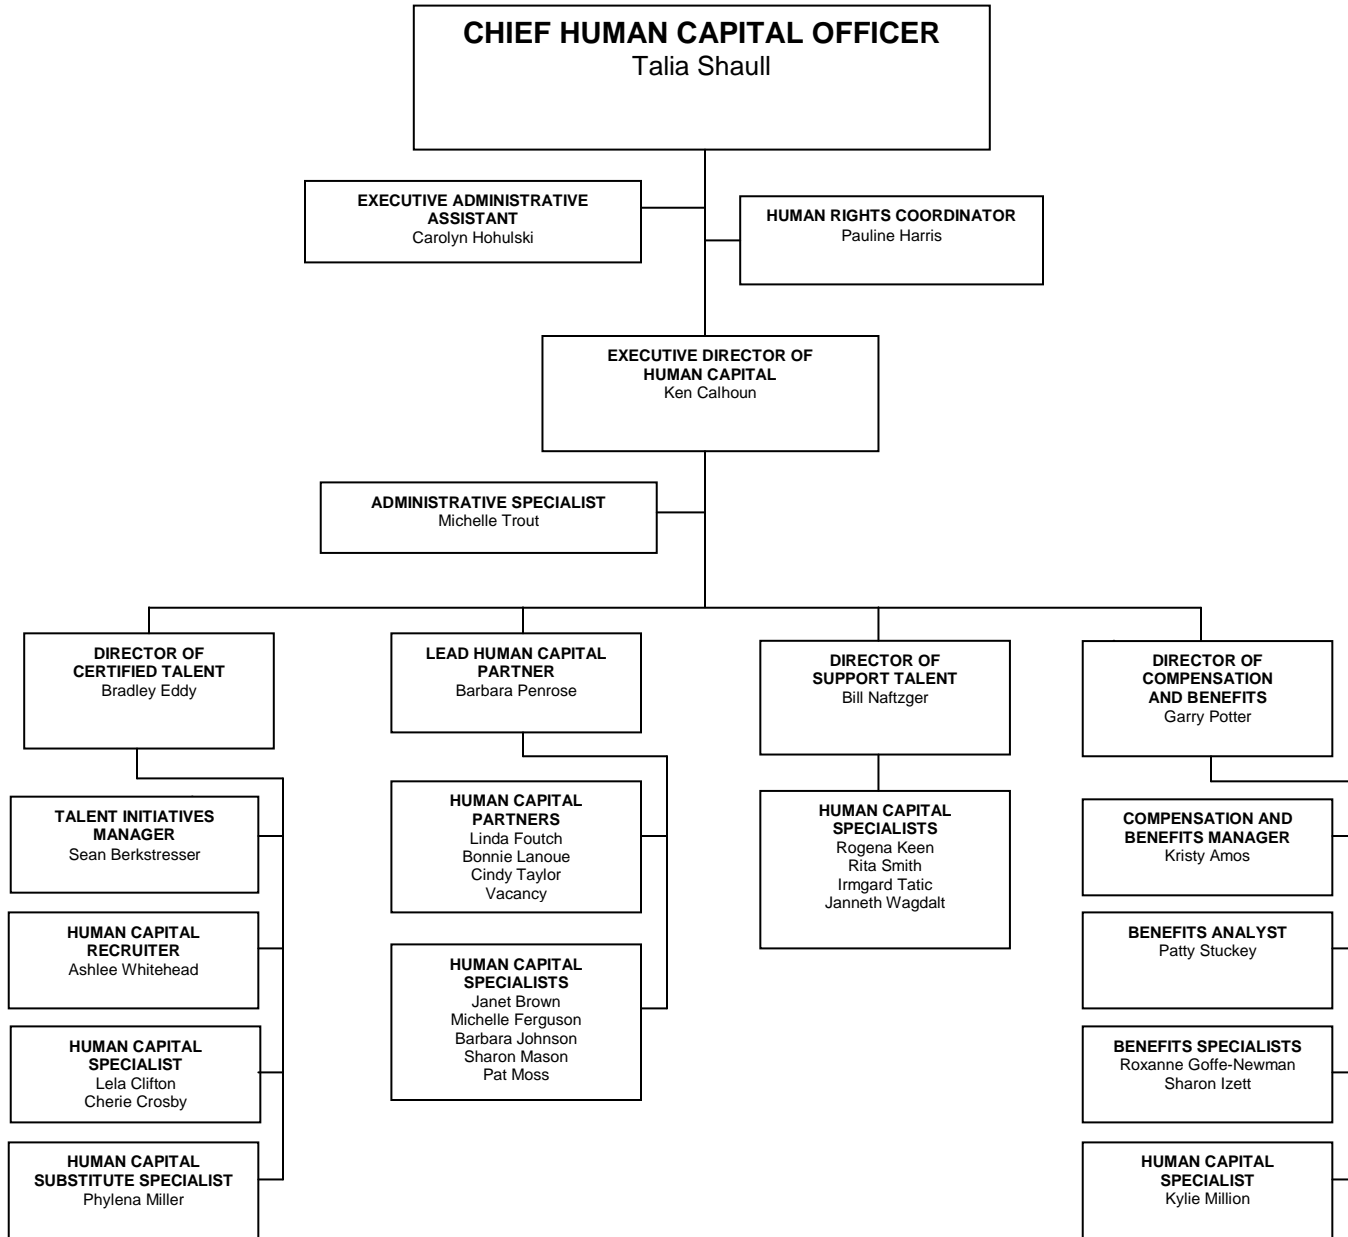 CHIEF HUMAN CAPITAL OFFICER
Talia Shaull
EXECUTIVE ADMINISTRATIVE
ASSISTANT
Carolyn Hohulski
HUMAN RIGHTS COORDINATOR
Pauline Harris
EXECUTIVE DIRECTOR OF
HUMAN CAPITAL
Ken Calhoun
ADMINISTRATIVE SPECIALIST
Michelle Trout
DIRECTOR OF
CERTIFIED TALENT
Bradley Eddy
LEAD HUMAN CAPITAL
PARTNER
Barbara Penrose
DIRECTOR OF
SUPPORT TALENT
Bill Naftzger
DIRECTOR OF
COMPENSATION
AND BENEFITS
Garry Potter
TALENT INITIATIVES
MANAGER
Sean Berkstresser
HUMAN CAPITAL
RECRUITER
Ashlee Whitehead
HUMAN CAPITAL
SPECIALIST
Lela Clifton
Cherie Crosby
HUMAN CAPITAL
SUBSTITUTE SPECIALIST
Phylena Miller
HUMAN CAPITAL
PARTNERS
Linda Foutch
Bonnie Lanoue
Cindy Taylor
Vacancy
HUMAN CAPITAL
SPECIALISTS
Janet Brown
Michelle Ferguson
Barbara Johnson
Sharon Mason
Pat Moss
HUMAN CAPITAL
SPECIALISTS
Rogena Keen
Rita Smith
Irmgard Tatic
Janneth Wagdalt
COMPENSATION AND
BENEFITS MANAGER
Kristy Amos
BENEFITS ANALYST
Patty Stuckey
BENEFITS SPECIALISTS
Roxanne Goffe-Newman
Sharon Izett
HUMAN CAPITAL
SPECIALIST
Kylie Million